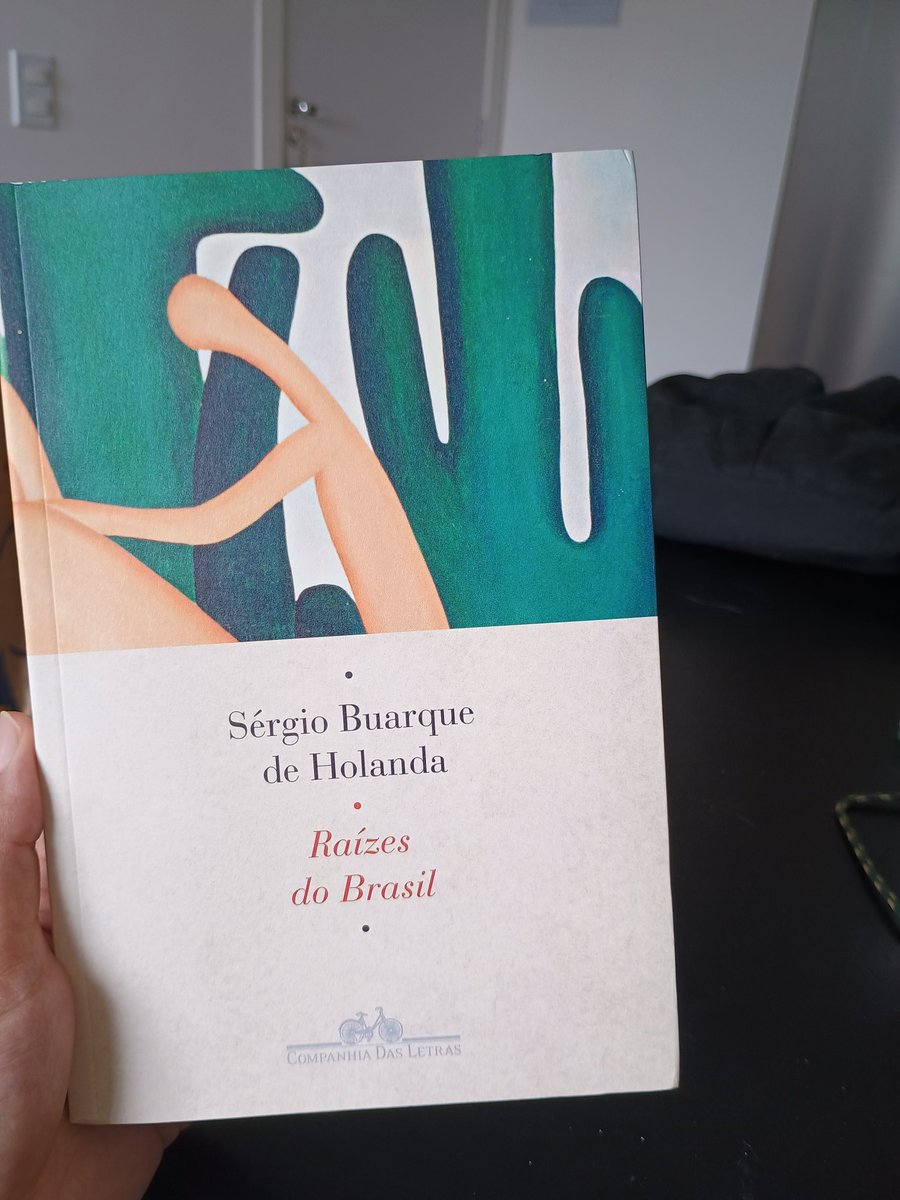 Sérgio Buarque
de Holanda
Raízes
do Brasil
COMPANHIA DAS LETRAS